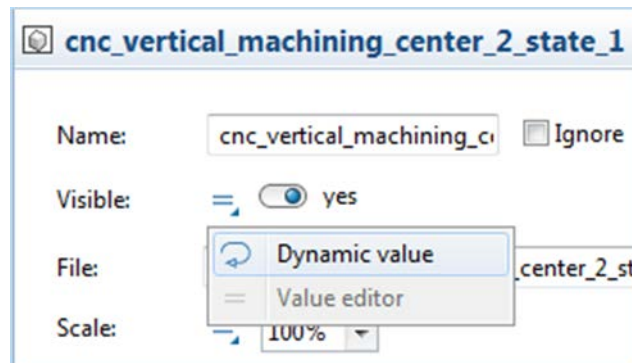 cnc_vertical_machining_center_2_state_1
Name: cnc_vertical_machining_c Ignore
Visible: yes
Dynamic value
File: _center_2_st
Value editor
Scale: 100%